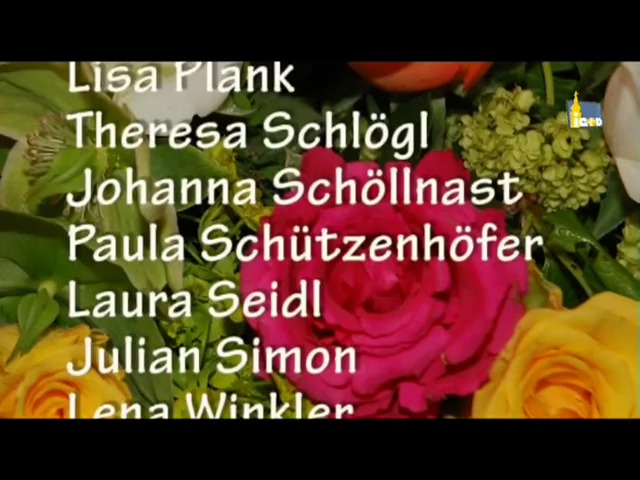 Lisa Plank
Theresa Schlögl
Johanna Schöllnast
Paula Schützenhöfer
Laura Seidl
Julian Simon
Lena Winkler